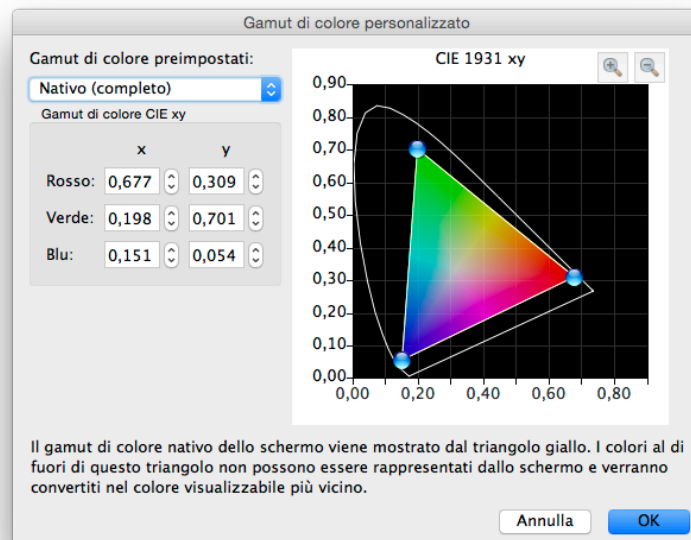 Gamut di colore personalizzato
Gamut di colore preimpostati:
Nativo (completo)
Gamut di colore CIE xy
x y
Rosso: 0,677 0,309
Verde: 0,198 0,701
Blu: 0,151 0,054
CIE 1931 xy
0,90
0,80
0,70
0,60
0,50
0,40
0,30
0,20
0,10
0,00
0,00 0,20 0,40 0,60 0,80
Il gamut di colore nativo dello schermo viene mostrato dal triangolo giallo. I colori al di
fuori di questo triangolo non possono essere rappresentati dallo schermo e verranno
convertiti nel colore visualizzabile più vicino.
Annulla OK